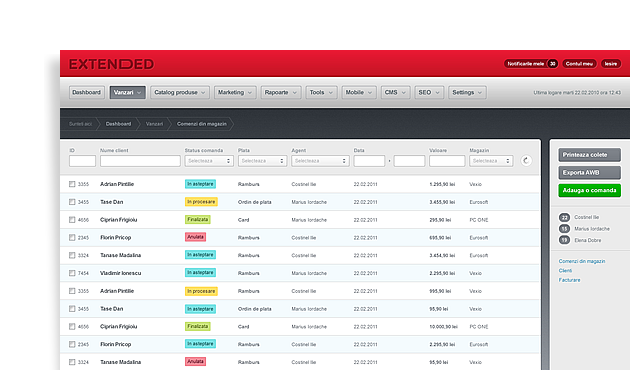 EXTENDED
Notificarile mele 30 Contul meu Iesire
Dashboard Vanzari Catalog produse Marketing Rapoarte Tools Mobile CMS SEO Settings
Ultima logare marti 22.02.2010 ora 12:43
Sunteti aici: Dashboard Vanzari Comenzi din magazin
ID Nume client Status comanda Plata Agent Data Valoare Magazin
Selecteaza Selecteaza Selecteaza - Selecteaza
3355 Adrian Pintilie In asteptare Ramburs Costinel Ilie 22.02.2011 1.295,90 lei Vexio
3455 Tase Dan In procesare Ordin de plata Marius Iordache 22.02.2011 3.455,90 lei Eurosoft
4656 Ciprian Frigioiu Finalizata Card Marius Iordache 22.02.2011 295,90 lei PC ONE
2345 Florin Pricop Anulata Ramburs Costinel Ilie 22.02.2011 695,90 lei Eurosoft
3324 Tanase Madalina In asteptare Ramburs Costinel Ilie 22.02.2011 3.454,90 lei Eurosoft
7454 Vladimir Ionescu In asteptare Ramburs Marius Iordache 22.02.2011 2.295,90 lei Vexio
3355 Adrian Pintilie In procesare Ramburs Costinel Ilie 22.02.2011 995,90 lei Vexio
3455 Tase Dan In asteptare Ordin de plata Marius Iordache 22.02.2011 95,90 lei Vexio
4656 Ciprian Frigioiu Finalizata Card Marius Iordache 22.02.2011 10.000,90 lei PC ONE
2345 Florin Pricop In asteptare Ramburs Costinel Ilie 22.02.2011 2.295,90 lei Eurosoft
3324 Tanase Madalina Anulata Ramburs Costinel Ilie 22.02.2011 95,90 lei Vexio
Printeaza colete
Exporta AWB
Adauga o comanda
22 Costinel Ilie
15 Marius Iordache
19 Elena Dobre
Comenzi din magazin
Clienti
Facturare